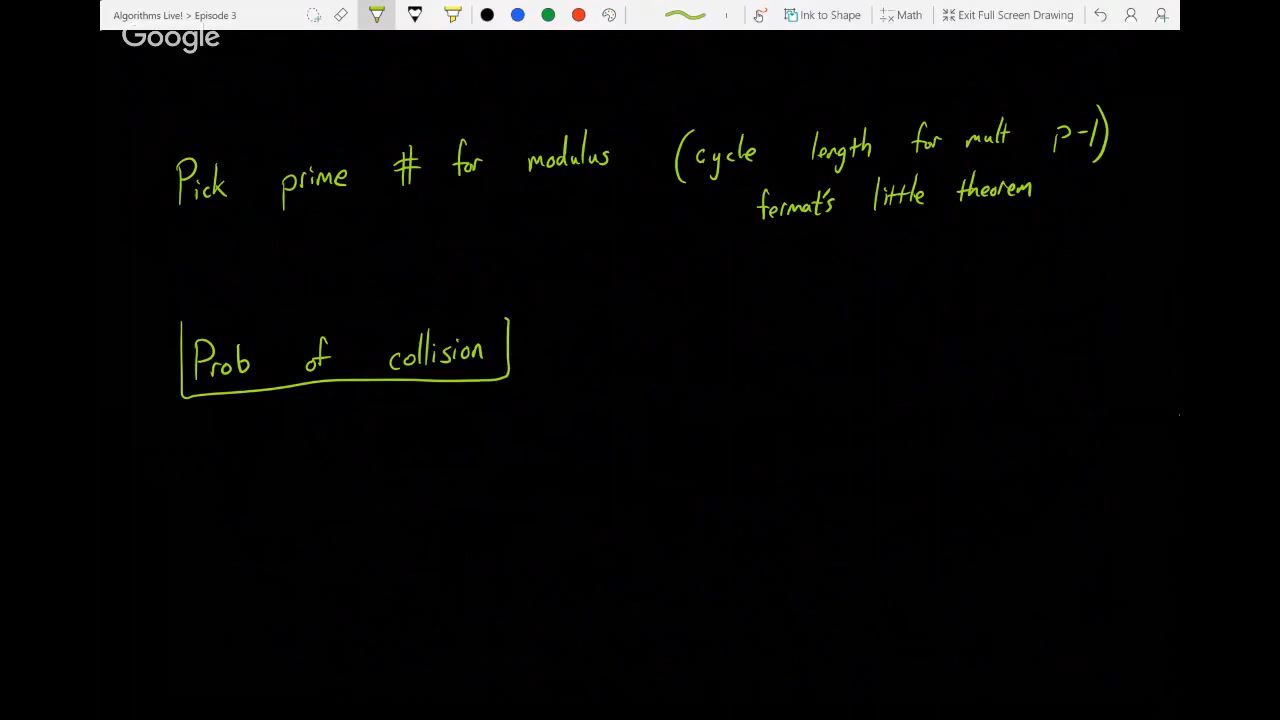 Algorithms Live! > Episode 3
Ink to Shape
Math
Exit Full Screen Drawing
Google
Pick prime # for modulus (cycle length for mult p-1)
fermat's little theorem
Prob of collision